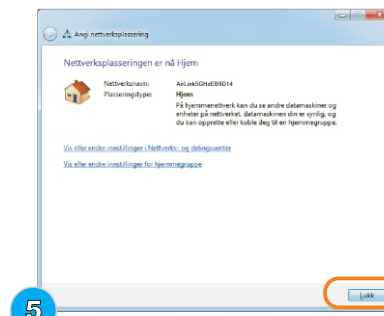 Angi nettverksplassering
Nettverksplasseringen er nå Hjem
Nettverksnavn: AirLink5GHzEB9D14
Plasseringstype: Hjem
På hjemmenettverk kan du se andre datamaskiner og
enheter på nettverket, datamaskinen din er synlig, og
du kan opprette eller koble deg til en hjemmegruppe.
Vis eller endre innstillinger i Nettverks- og delingssenter
Vis eller endre innstillinger for hjemmegruppe
Lukk
5